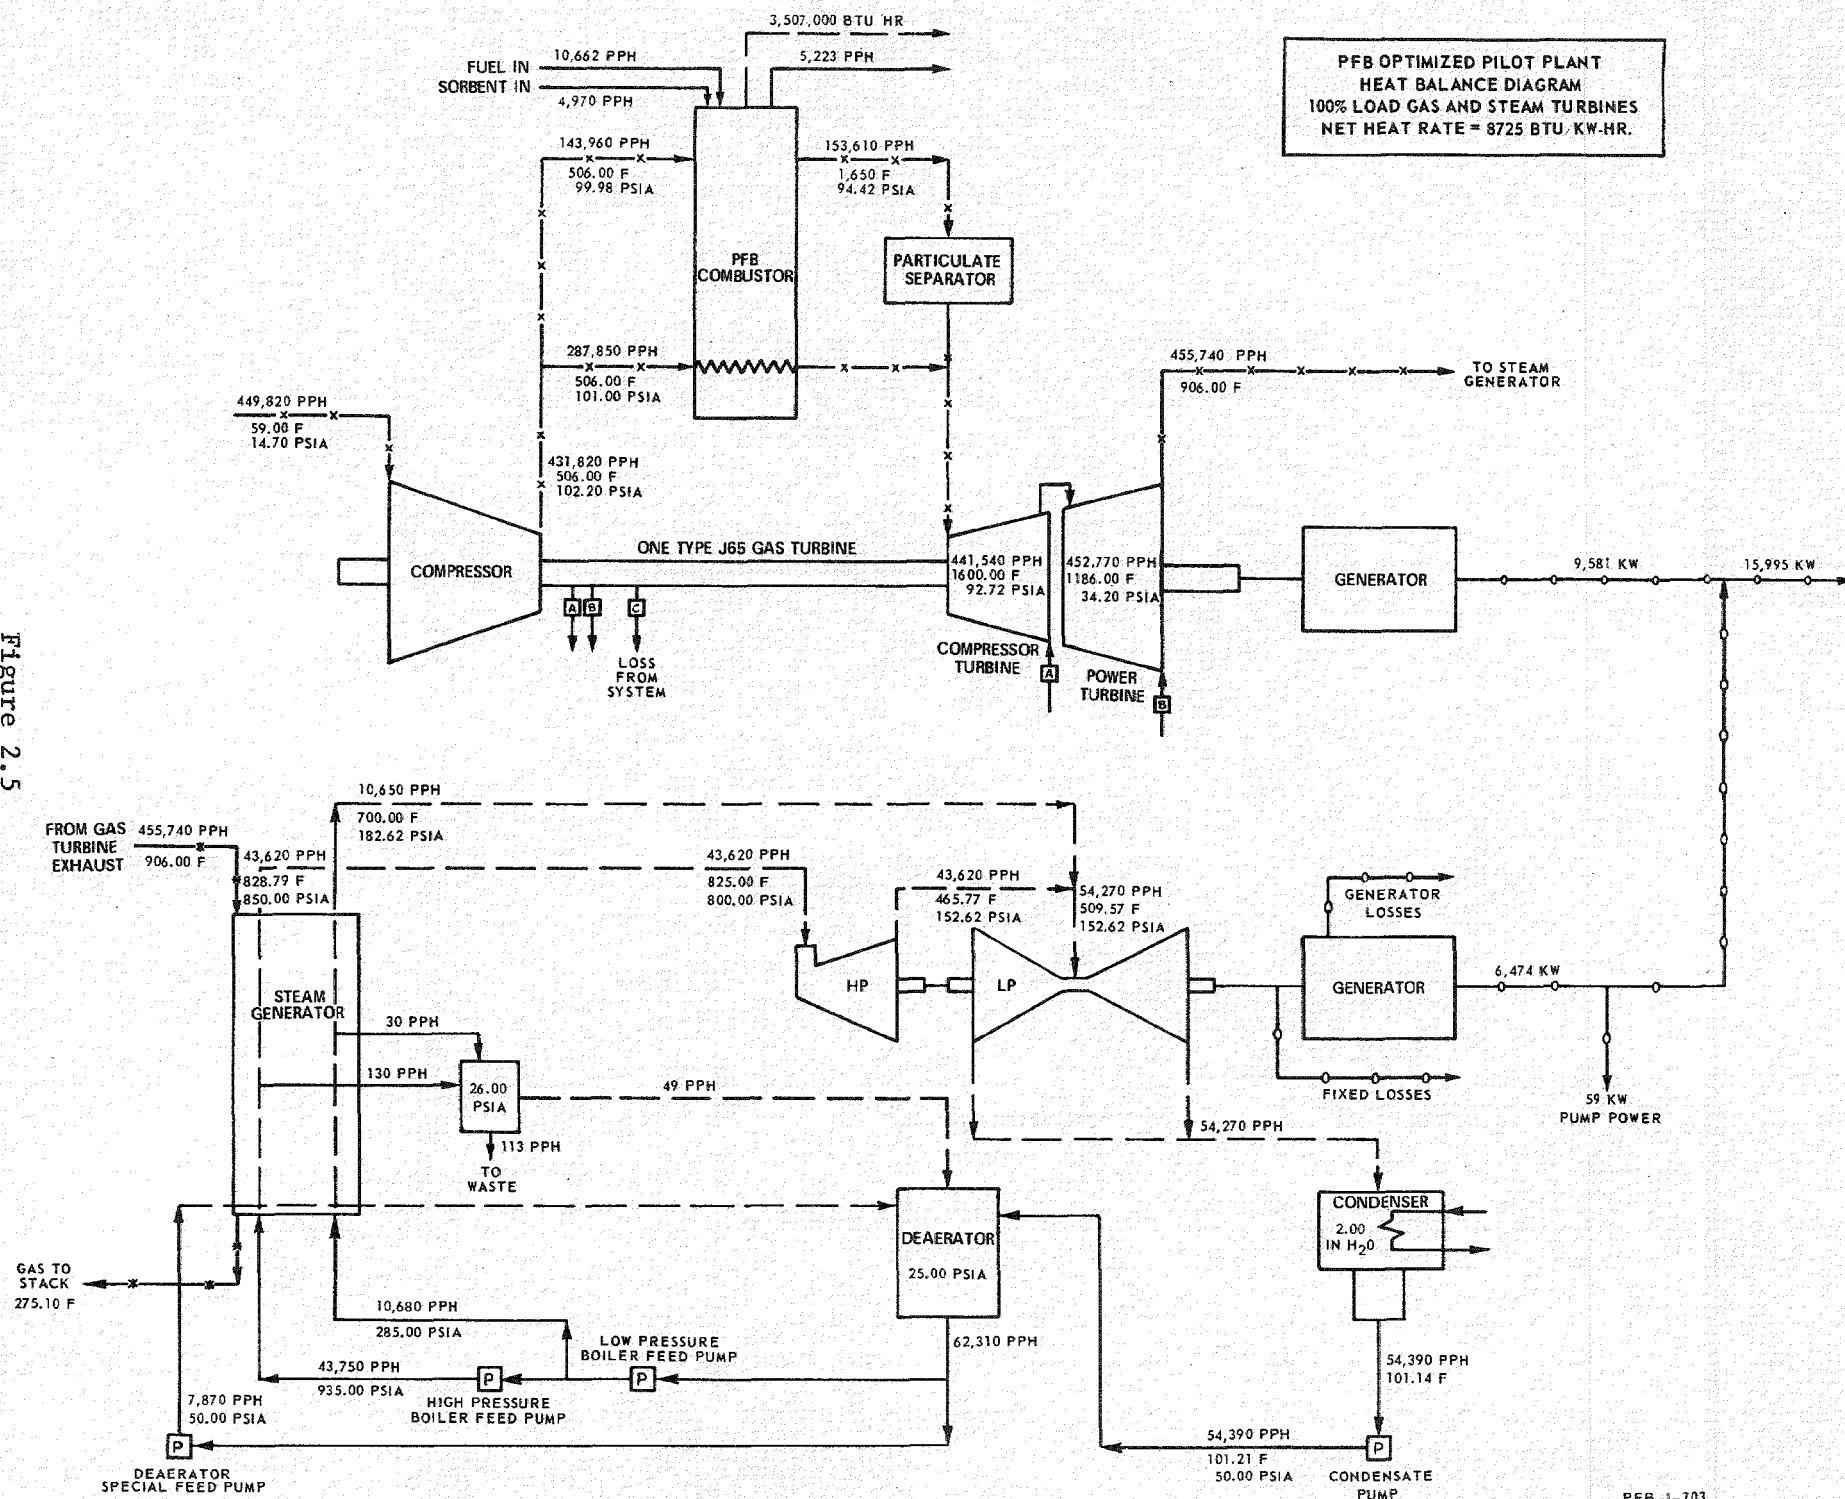 3,507,000 BTU HR
10,662 PPH
5,223 PPH
FUEL IN
SORBENT IN
4,970 PPH
PFB OPTIMIZED PILOT PLANT
HEAT BALANCE DIAGRAM
100% LOAD GAS AND STEAM TURBINES
NET HEAT RATE = 8725 BTU/KW-HR.
143,960 PPH
506.00 F
99.98 PSIA
153,610 PPH
1,650 F
94.42 PSIA
PFB
COMBUSTOR
PARTICULATE
SEPARATOR
287,850 PPH
506.00 F
101.00 PSIA
455,740 PPH
906.00 F
TO STEAM
GENERATOR
449,820 PPH
59.00 F
14.70 PSIA
431,820 PPH
506.00 F
102.20 PSIA
ONE TYPE J65 GAS TURBINE
COMPRESSOR
441,540 PPH
1600.00 F
92.72 PSIA
452,770 PPH
1186.00 F
34.20 PSIA
GENERATOR
9,581 KW
15,995 KW
A
B
C
LOSS
FROM
SYSTEM
COMPRESSOR
TURBINE
A
POWER
TURBINE
B
Figure 2.5
10,650 PPH
700.00 F
182.62 PSIA
FROM GAS
TURBINE
EXHAUST
455,740 PPH
906.00 F
43,620 PPH
828.79 F
850.00 PSIA
43,620 PPH
825.00 F
800.00 PSIA
43,620 PPH
465.77 F
152.62 PSIA
54,270 PPH
509.57 F
152.62 PSIA
GENERATOR
LOSSES
HP
LP
GENERATOR
6,474 KW
STEAM
GENERATOR
30 PPH
130 PPH
26.00
PSIA
49 PPH
113 PPH
TO
WASTE
FIXED LOSSES
59 KW
PUMP POWER
54,270 PPH
CONDENSER
2.00
IN H2O
DEAERATOR
25.00 PSIA
GAS TO
STACK
275.10 F
10,680 PPH
285.00 PSIA
LOW PRESSURE
BOILER FEED PUMP
62,310 PPH
43,750 PPH
935.00 PSIA
P
P
HIGH PRESSURE
BOILER FEED PUMP
54,390 PPH
101.14 F
7,870 PPH
50.00 PSIA
P
DEAERATOR
SPECIAL FEED PUMP
54,390 PPH
101.21 F
50.00 PSIA
P
CONDENSATE
PUMP
PFB 1-703